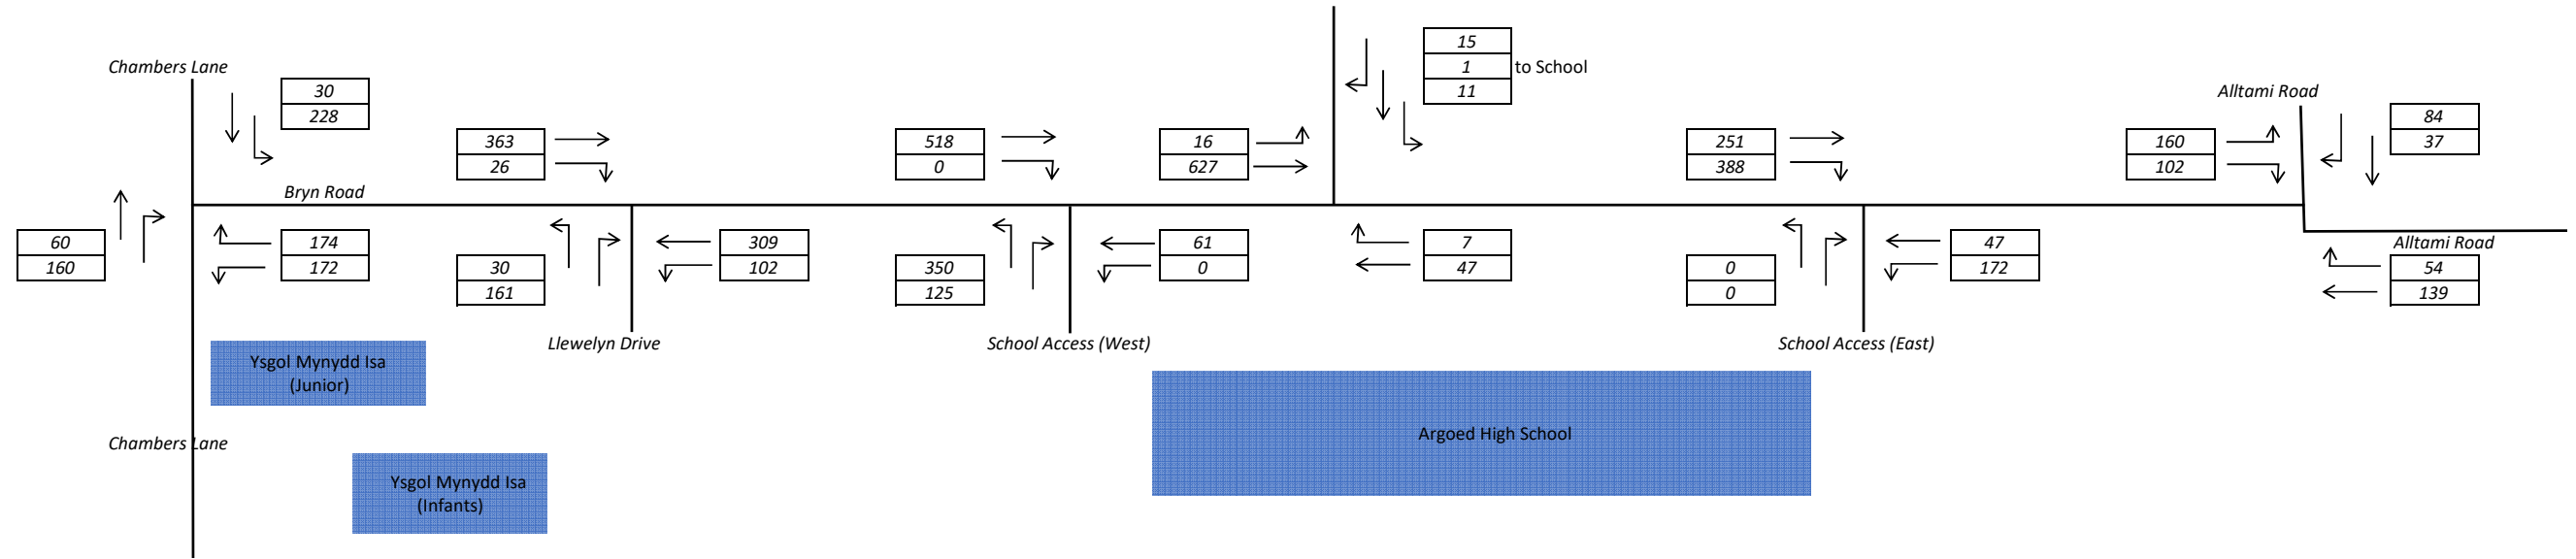 15
Chambers Lane
1
to School
30
11
Alltami Road
228
84
363
518
16
251
160
37
26
0
627
388
102
Bryn Road
60
174
309
61
7
47
Alltami Road
160
172
30
102
350
0
47
0
172
54
161
125
0
139
Llewelyn Drive
School Access (West)
School Access (East)
Ysgol Mynydd Isa
(Junior)
Chambers Lane
Argoed High School
Ysgol Mynydd Isa
(Infants)